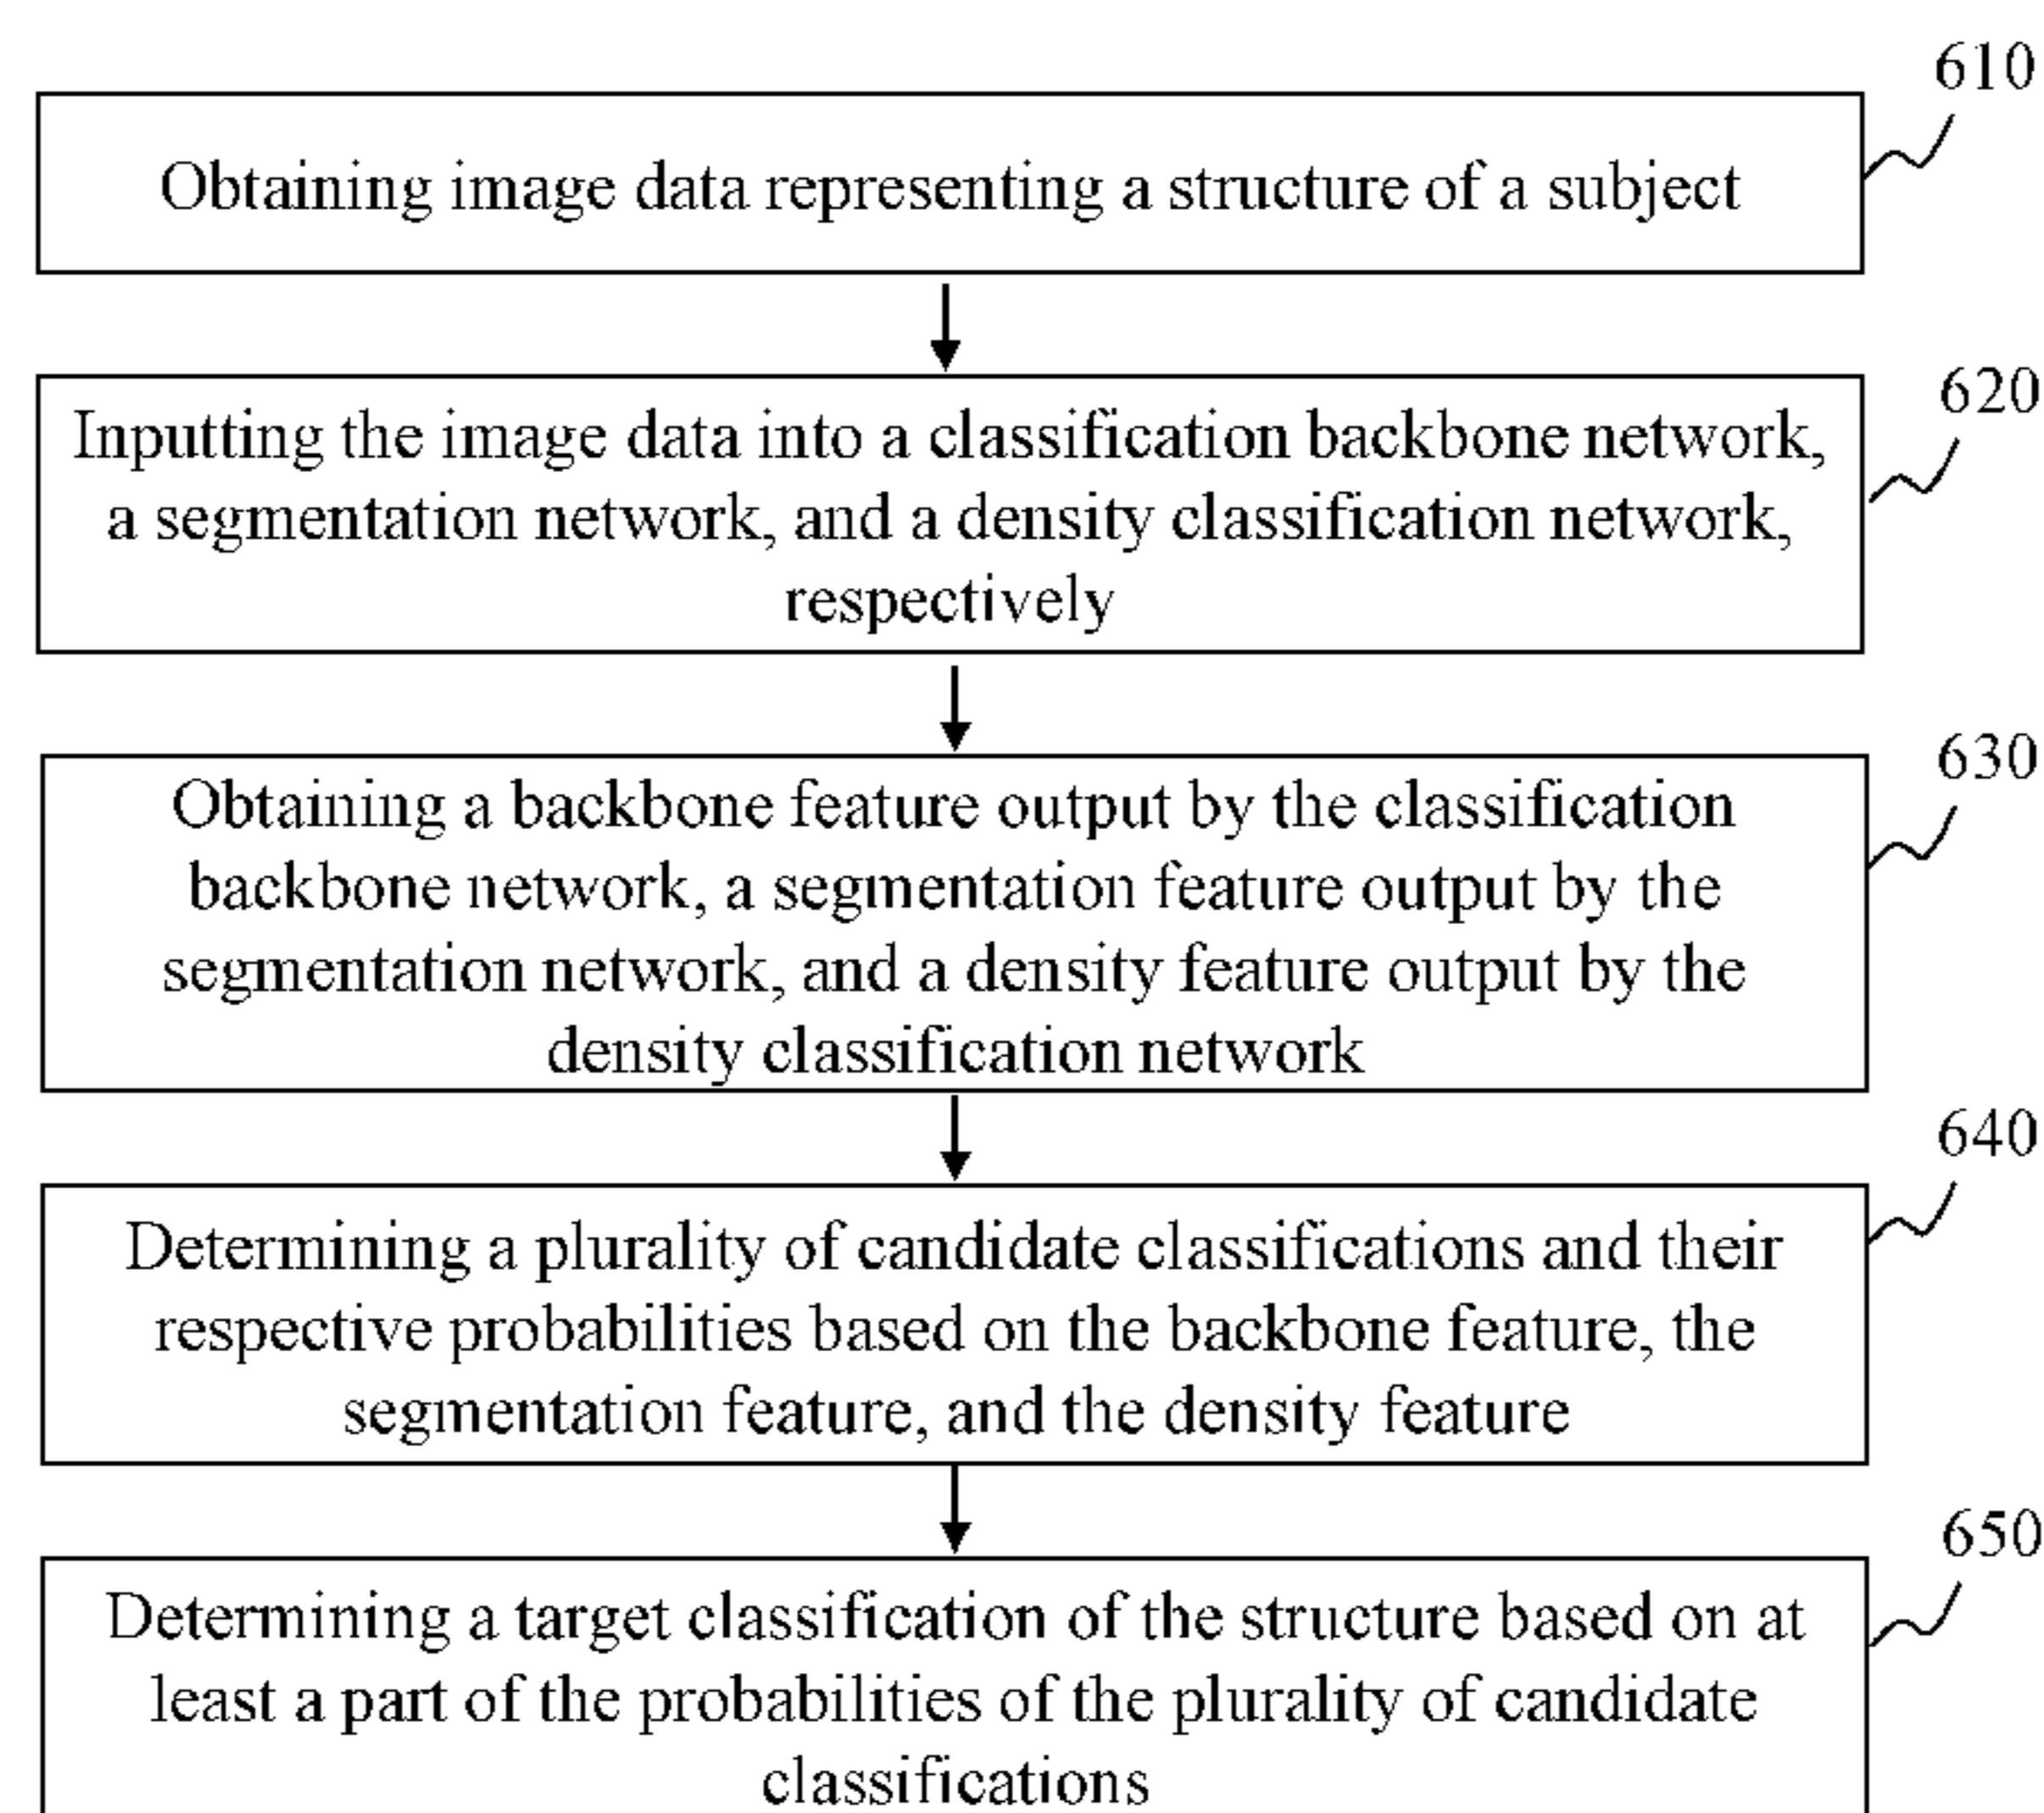 610
Obtaining image data representing a structure of a subject
620
Inputting the image data into a classification backbone network,
a segmentation network, and a density classification network,
respectively
630
Obtaining a backbone feature output by the classification
backbone network, a segmentation feature output by the
segmentation network, and a density feature output by the
density classification network
640
Determining a plurality of candidate classifications and their
respective probabilities based on the backbone feature, the
segmentation feature, and the density feature
650
Determining a target classification of the structure based on at
least a part of the probabilities of the plurality of candidate
classifications